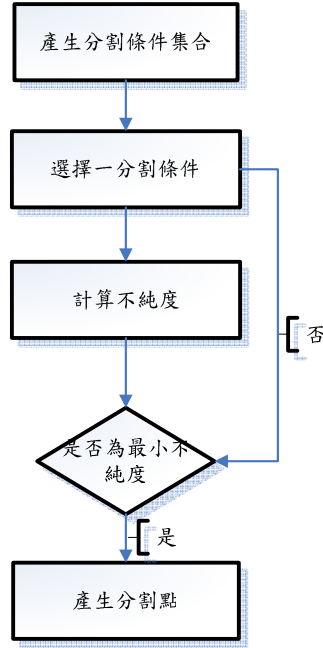 產生分割條件集合
選擇一分割條件
計算不純度
否
是否為最小不
純度
是
產生分割點